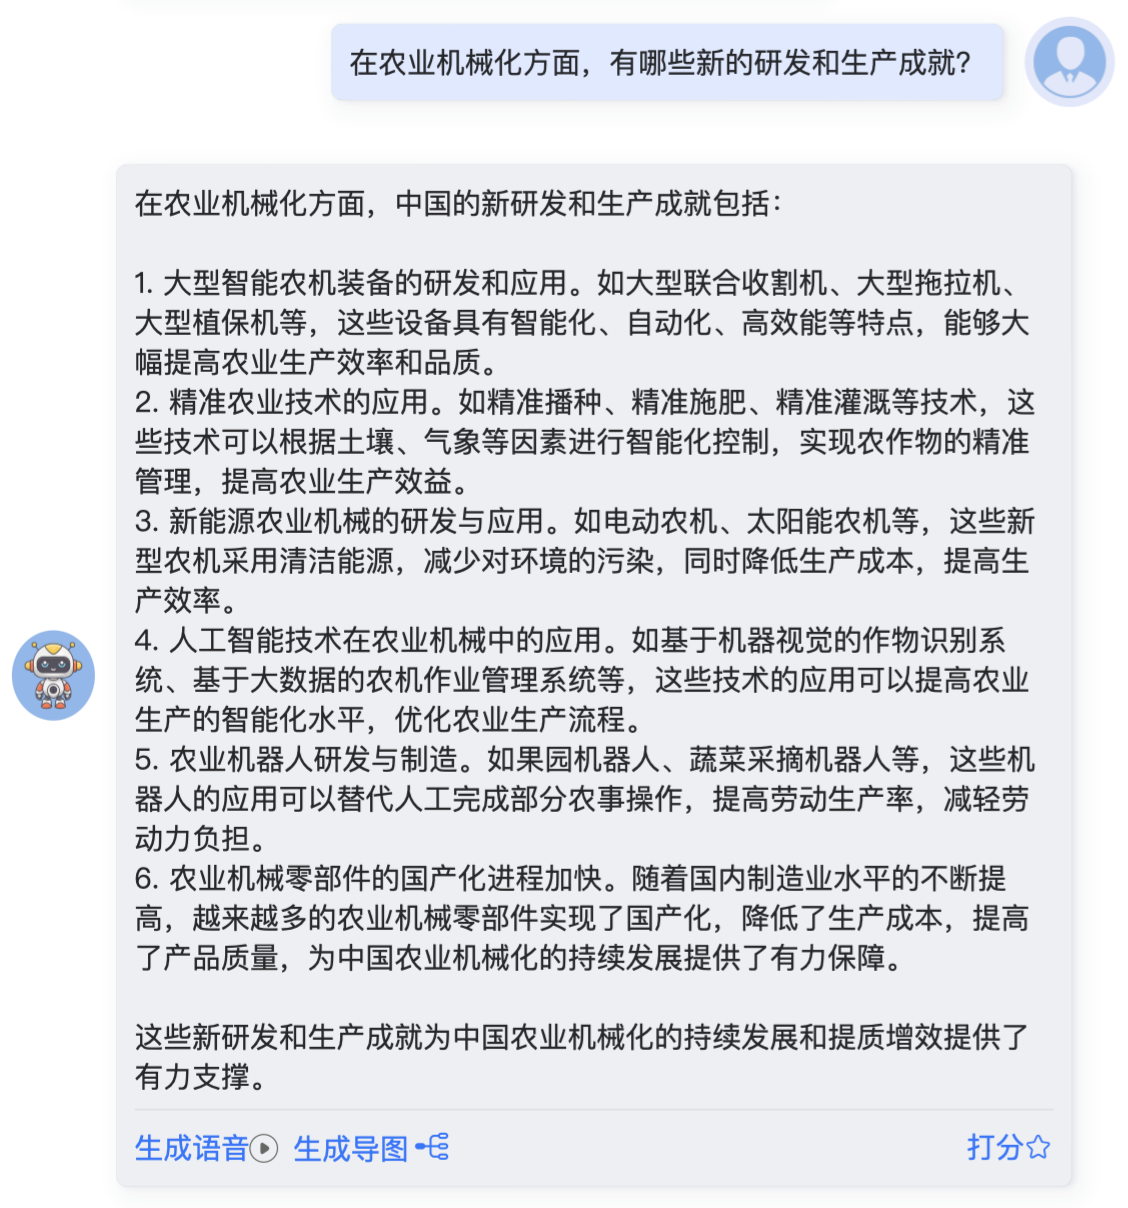 在农业机械化方面，有哪些新的研发和生产成就？
在农业机械化方面，中国的新研发和生产成就包括：
1. 大型智能农机装备的研发和应用。如大型联合收割机、大型拖拉机、
大型植保机等，这些设备具有智能化、自动化、高效能等特点，能够大
幅提高农业生产效率和品质。
2. 精准农业技术的应用。如精准播种、精准施肥、精准灌溉等技术，这
些技术可以根据土壤、气象等因素进行智能化控制，实现农作物的精准
管理，提高农业生产效益。
3. 新能源农业机械的研发与应用。如电动农机、太阳能农机等，这些新
型农机采用清洁能源，减少对环境的污染，同时降低生产成本，提高生
产效率。
4. 人工智能技术在农业机械中的应用。如基于机器视觉的作物识别系
统、基于大数据的农机作业管理系统等，这些技术的应用可以提高农业
生产的智能化水平，优化农业生产流程。
5. 农业机器人研发与制造。如果园机器人、蔬菜采摘机器人等，这些机
器人的应用可以替代人工完成部分农事操作，提高劳动生产率，减轻劳
动力负担。
6. 农业机械零部件的国产化进程加快。随着国内制造业水平的不断提
高，越来越多的农业机械零部件实现了国产化，降低了生产成本，提高
了产品质量，为中国农业机械化的持续发展提供了有力保障。
这些新研发和生产成就为中国农业机械化的持续发展和提质增效提供了
有力支撑。
生成语音 生成导图 打分